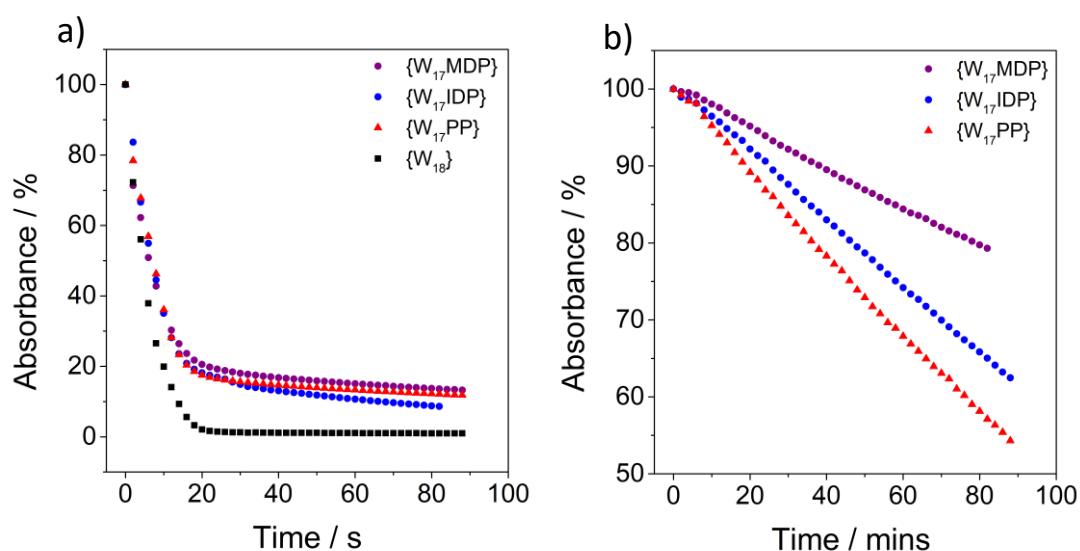 a)
{W₁₇MDP}
{W₁₇IDP}
{W₁₇PP}
{W₁₈}
100
80
60
40
20
0
Absorbance / %
0 20 40 60 80 100
Time / s
b)
{W₁₇MDP}
{W₁₇IDP}
{W₁₇PP}
100
90
80
70
60
50
Absorbance / %
0 20 40 60 80 100
Time / mins